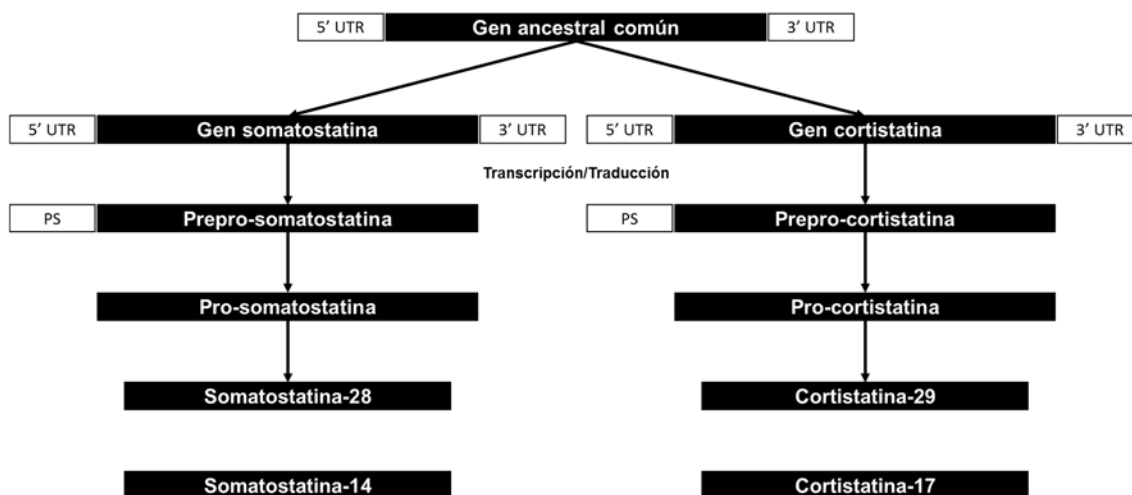 5’ UTR Gen ancestral común 3’ UTR
5’ UTR Gen somatostatina 3’ UTR 5’ UTR Gen cortistatina 3’ UTR
Transcripción/Traducción
PS Prepro-somatostatina PS Prepro-cortistatina
Pro-somatostatina Pro-cortistatina
Somatostatina-28 Cortistatina-29
Somatostatina-14 Cortistatina-17